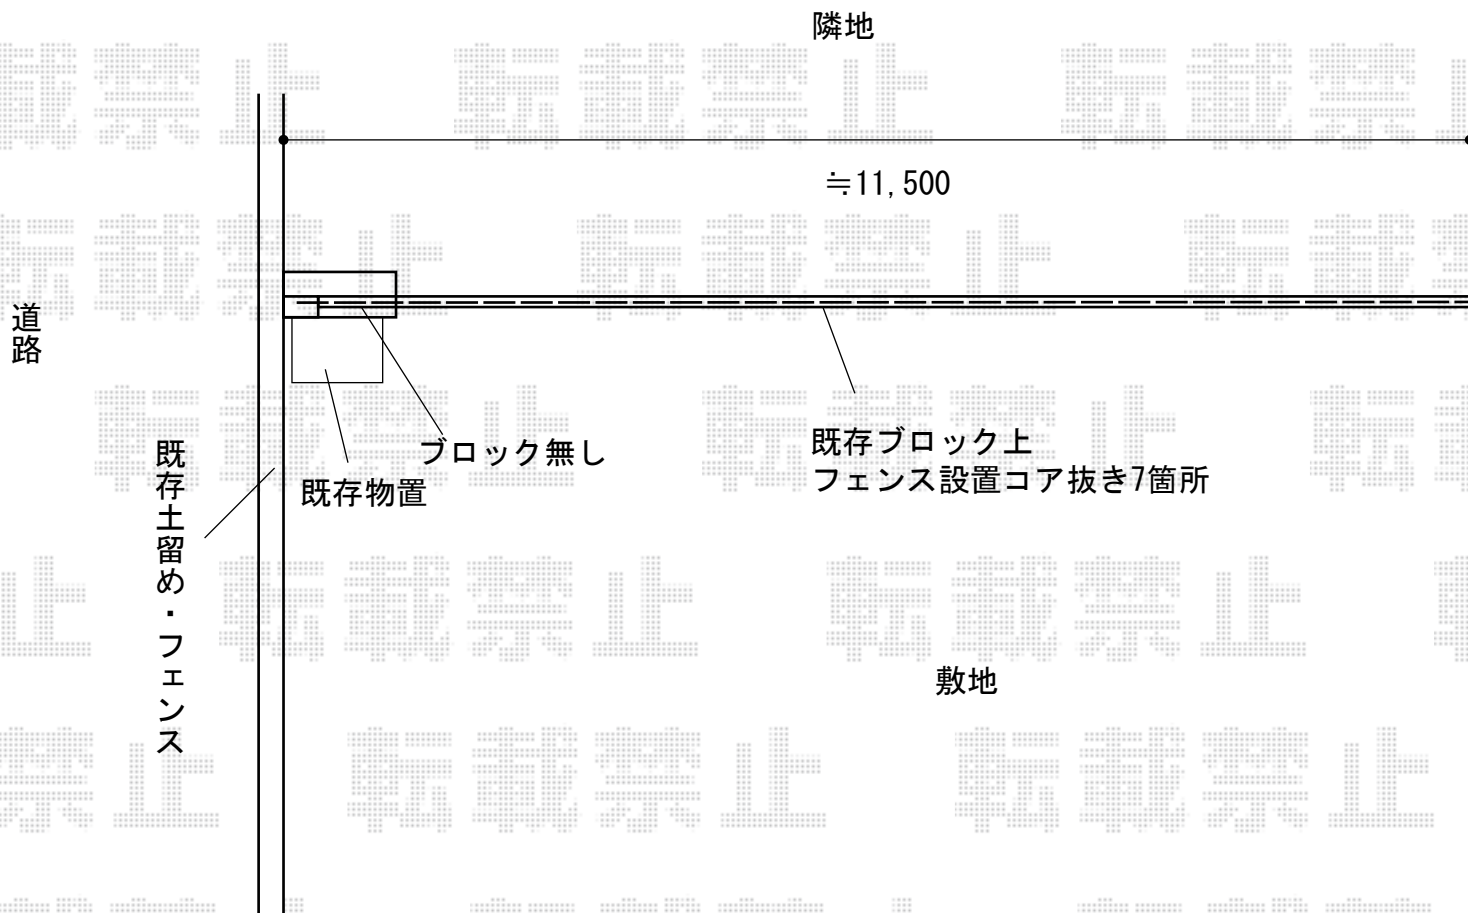 隣地
≒11,500
道路
ブロック無し
既存物置
既存ブロック上
フェンス設置コア抜き7箇所
既存土留め・フェンス
敷地
転載禁止